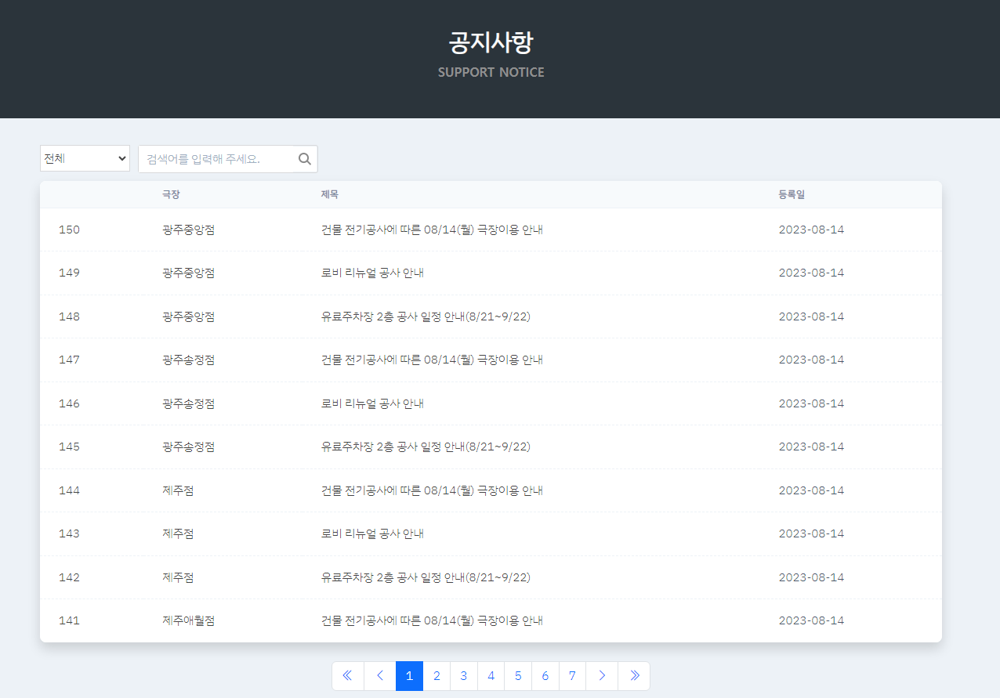 공지사항
SUPPORT NOTICE
전체 검색어를 입력해 주세요.
극장 제목 등록일
150 광주중앙점 건물 전기공사에 따른 08/14(월) 극장이용 안내 2023-08-14
149 광주중앙점 로비 리뉴얼 공사 안내 2023-08-14
148 광주중앙점 유료주차장 2층 공사 일정 안내(8/21~9/22) 2023-08-14
147 광주송정점 건물 전기공사에 따른 08/14(월) 극장이용 안내 2023-08-14
146 광주송정점 로비 리뉴얼 공사 안내 2023-08-14
145 광주송정점 유료주차장 2층 공사 일정 안내(8/21~9/22) 2023-08-14
144 제주점 건물 전기공사에 따른 08/14(월) 극장이용 안내 2023-08-14
143 제주점 로비 리뉴얼 공사 안내 2023-08-14
142 제주점 유료주차장 2층 공사 일정 안내(8/21~9/22) 2023-08-14
141 제주애월점 건물 전기공사에 따른 08/14(월) 극장이용 안내 2023-08-14
« ‹ 1 2 3 4 5 6 7 › »